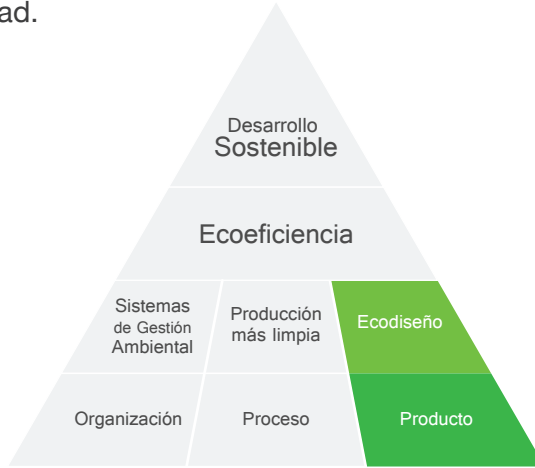 ad.
Desarrollo
Sostenible
Ecoeficiencia
Sistemas
de Gestión
Ambiental
Producción
más limpia
Ecodiseño
Organización
Proceso
Producto